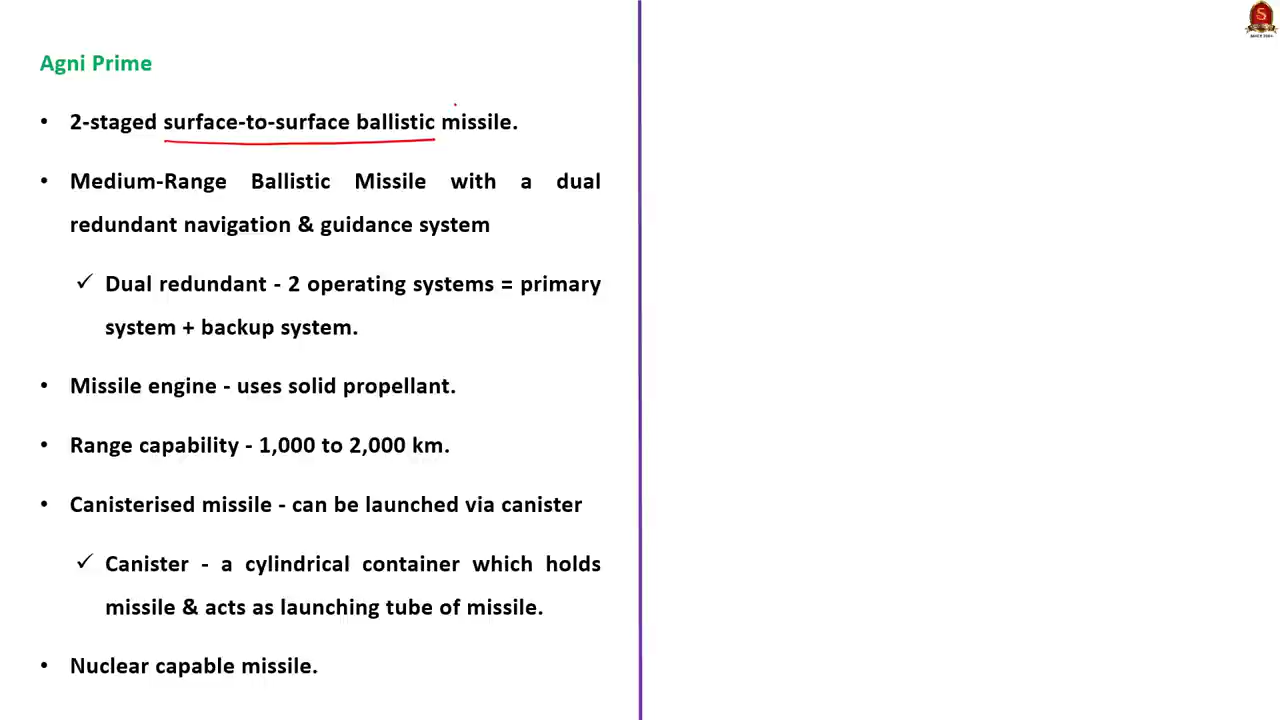 Agni Prime
• 2-staged surface-to-surface ballistic missile.
• Medium-Range Ballistic Missile with a dual
redundant navigation & guidance system
✓ Dual redundant - 2 operating systems = primary
system + backup system.
• Missile engine - uses solid propellant.
• Range capability - 1,000 to 2,000 km.
• Canisterised missile - can be launched via canister
✓ Canister - a cylindrical container which holds
missile & acts as launching tube of missile.
• Nuclear capable missile.
S